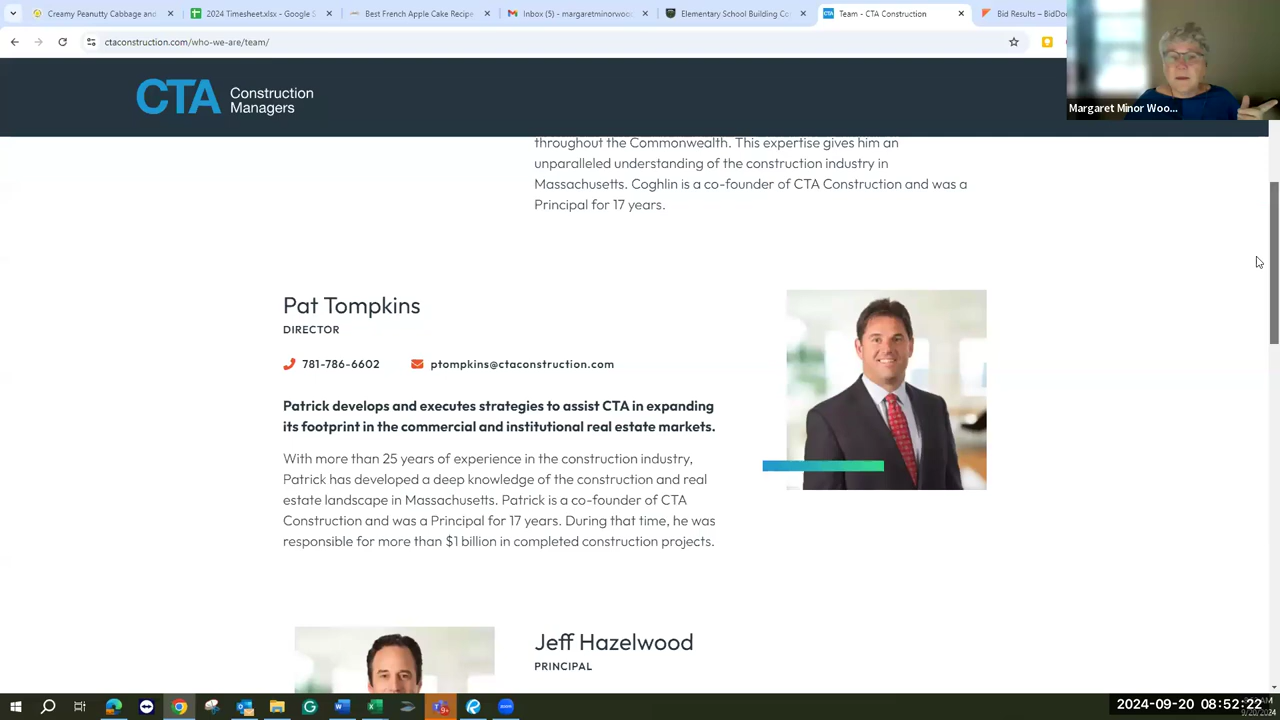 Creamy Peanutty Cabbage and
2024 Timesheet.xlsx - Google S
Best French Apple Cake Recipe
Inbox (5) - margaretminorwoo
Elementary School Building Co
Team - CTA Construction
Bid Results – BidDo
ctaconstruction.com/who-we-are/team/
Margaret Minor Woo...
CTA Construction
Managers
throughout the Commonwealth. This expertise gives him an
unparalleled understanding of the construction industry in
Massachusetts. Coghlin is a co-founder of CTA Construction and was a
Principal for 17 years.
Pat Tompkins
DIRECTOR
781-786-6602 ptompkins@ctaconstruction.com
Patrick develops and executes strategies to assist CTA in expanding
its footprint in the commercial and institutional real estate markets.
With more than 25 years of experience in the construction industry,
Patrick has developed a deep knowledge of the construction and real
estate landscape in Massachusetts. Patrick is a co-founder of CTA
Construction and was a Principal for 17 years. During that time, he was
responsible for more than $1 billion in completed construction projects.
Jeff Hazelwood
PRINCIPAL
2024-09-20 08:52:22